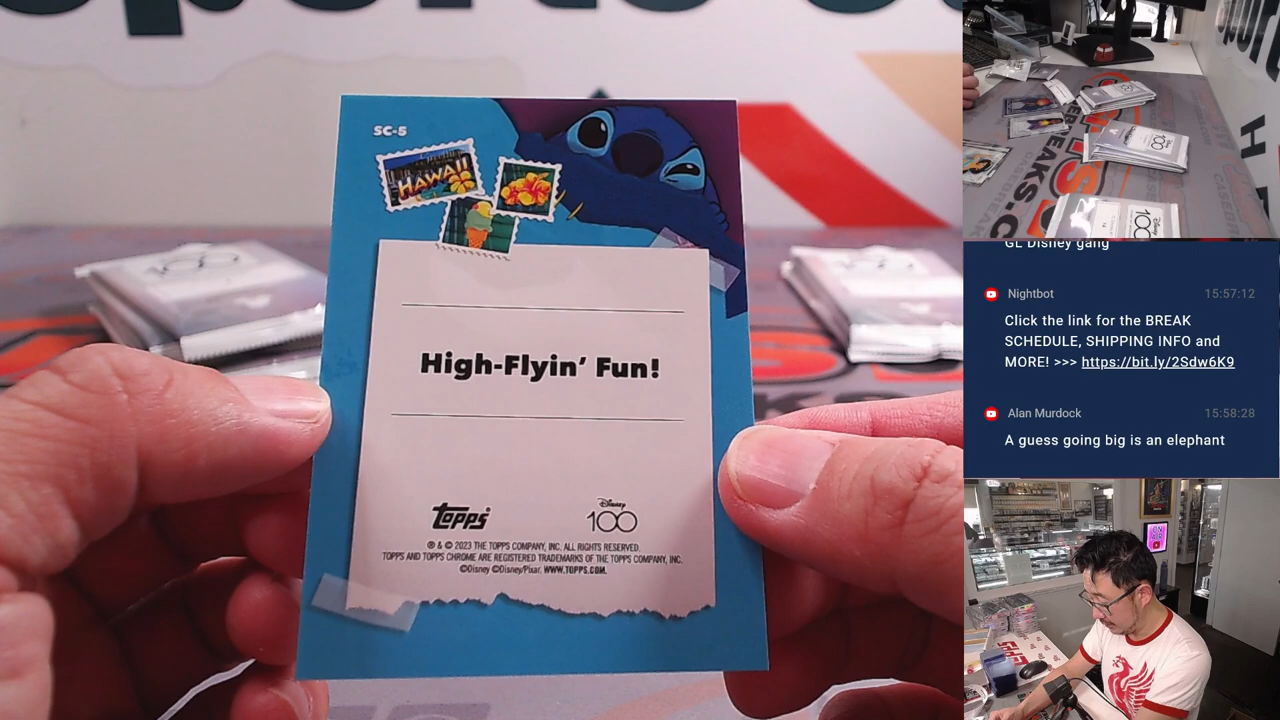 SC-5
HAWAII
High-Flyin’ Fun!
Topps
Disney
100
® & © 2023 THE TOPPS COMPANY, INC. ALL RIGHTS RESERVED.
TOPPS AND TOPPS CHROME ARE REGISTERED TRADEMARKS OF THE TOPPS COMPANY, INC.
©Disney ©Disney/Pixar. WWW.TOPPS.COM.
GL Disney gang
Nightbot 15:57:12
Click the link for the BREAK
SCHEDULE, SHIPPING INFO and
MORE! >>> https://bit.ly/2Sdw6K9
Alan Murdock 15:58:28
A guess going big is an elephant
ON
AIR